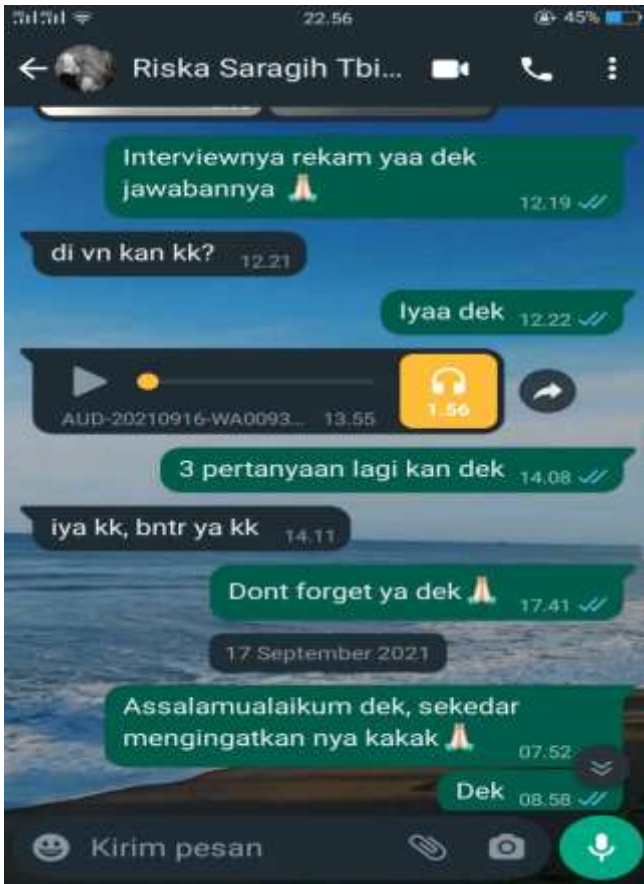 22.56
45%
Riska Saragih Tbi...
Interviewnya rekam yaa dek
jawabannya 🙏🏻
12.19
di vn kan kk? 12.21
Iyaa dek 12.22
1.56
AUD-20210916-WA0093... 13.55
3 pertanyaan lagi kan dek 14.08
iya kk, bntr ya kk 14.11
Dont forget ya dek 🙏🏻 17.41
17 September 2021
Assalamualaikum dek, sekedar
mengingatkan nya kakak 🙏🏻
07.52
Dek 08.58
Kirim pesan